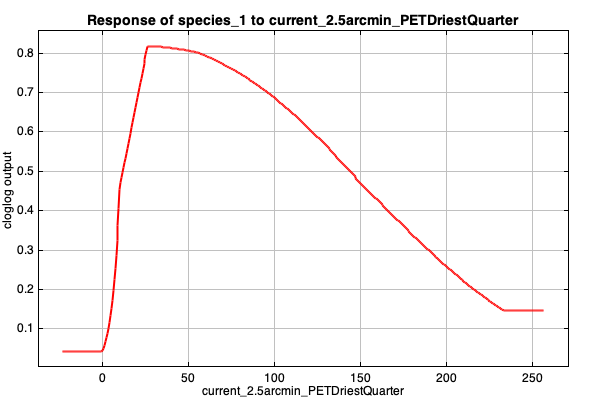 Response of species_1 to current_2.5arcmin_PETDriestQuarter
cloglog output
0.8
0.7
0.6
0.5
0.4
0.3
0.2
0.1
0 50 100 150 200 250
current_2.5arcmin_PETDriestQuarter